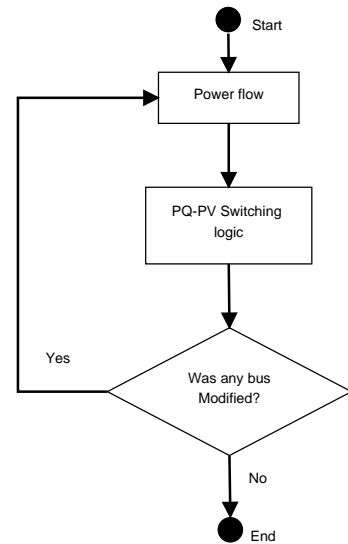 Start
Power flow
PQ-PV Switching
logic
Yes
Was any bus
Modified?
No
End